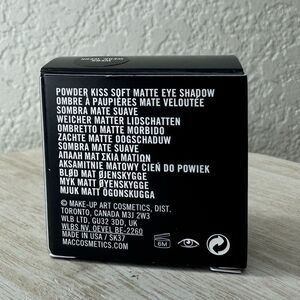 POWDER KISS SOFT MATTE EYE SHADOW
OMBRE À PAUPIÈRES MATE VELOUTÉE
SOMBRA MATE SUAVE
WEICHER MATTER LIDSCHATTEN
OMBRETTO MATTE MORBIDO
ZACHTE MATTE OOGSCHADUW
SOMBRA MATE SUAVE
ΑΠΑΛΗ ΜΑΤ ΣΚΙΑ ΜΑΤΙΩΝ
AKSAMITNIE MATOWY CIEŃ DO POWIEK
BLØD MAT ØJENSKYGGE
MYK MATT ØYENSKYGGE
MJUK MATT ÖGONSKUGGA
© MAKE-UP ART COSMETICS, DIST.
TORONTO, CANADA M3J 2W3
WLB LTD, GU32 3DD, UK
WLBS NV, OEVEL BE-2260
MADE IN USA / SK37
MACCOSMETICS.COM
6M